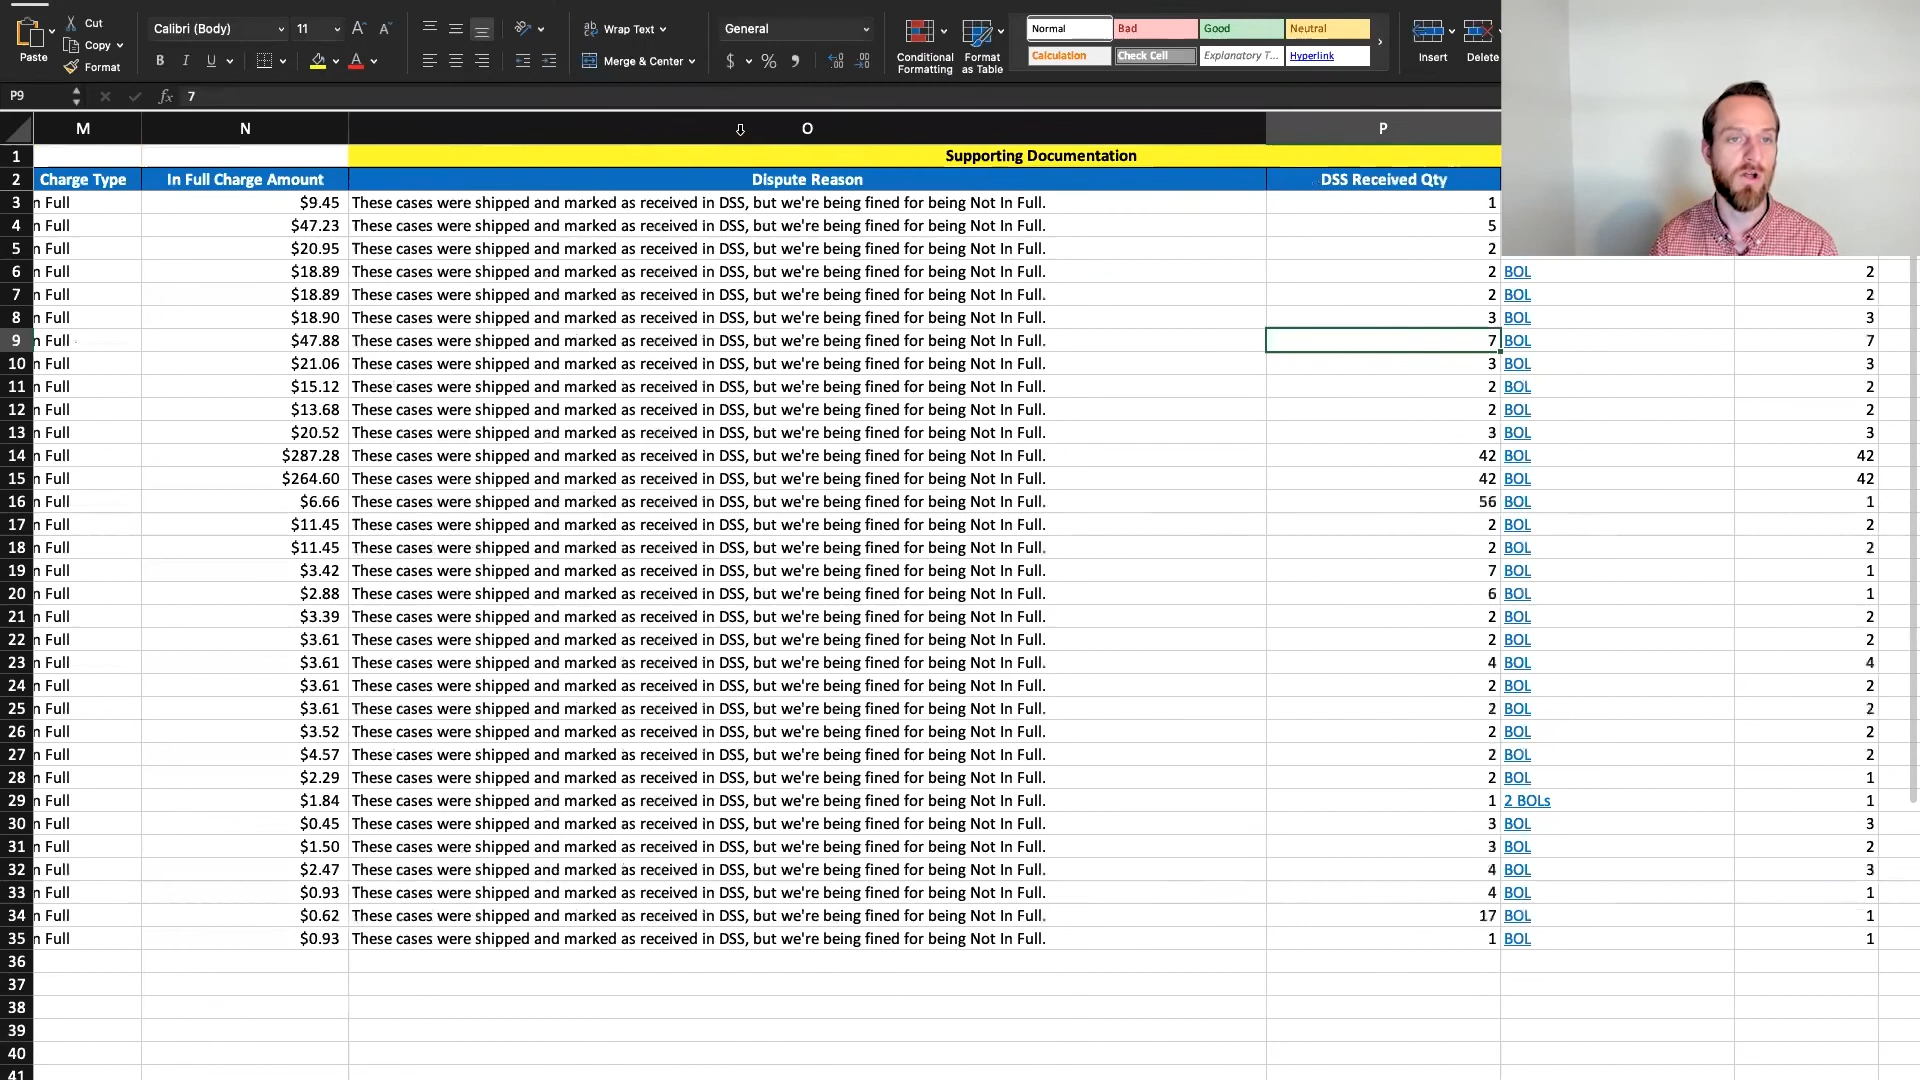 Cut
Copy
Format
Paste
Calibri (Body) 11
B I U
Wrap Text
Merge & Center
General
$ %
Conditional Formatting
Format as Table
Normal Bad Good Neutral
Calculation Check Cell Explanatory T... Hyperlink
Insert Delete
P9 fx 7
M N O P
1 Supporting Documentation
2 Charge Type In Full Charge Amount Dispute Reason DSS Received Qty
3 n Full $9.45 These cases were shipped and marked as received in DSS, but we're being fined for being Not In Full. 1
4 n Full $47.23 These cases were shipped and marked as received in DSS, but we're being fined for being Not In Full. 5
5 n Full $20.95 These cases were shipped and marked as received in DSS, but we're being fined for being Not In Full. 2
6 n Full $18.89 These cases were shipped and marked as received in DSS, but we're being fined for being Not In Full. 2 BOL 2
7 n Full $18.89 These cases were shipped and marked as received in DSS, but we're being fined for being Not In Full. 2 BOL 2
8 n Full $18.90 These cases were shipped and marked as received in DSS, but we're being fined for being Not In Full. 3 BOL 3
9 n Full $47.88 These cases were shipped and marked as received in DSS, but we're being fined for being Not In Full. 7 BOL 7
10 n Full $21.06 These cases were shipped and marked as received in DSS, but we're being fined for being Not In Full. 3 BOL 3
11 n Full $15.12 These cases were shipped and marked as received in DSS, but we're being fined for being Not In Full. 2 BOL 2
12 n Full $13.68 These cases were shipped and marked as received in DSS, but we're being fined for being Not In Full. 2 BOL 2
13 n Full $20.52 These cases were shipped and marked as received in DSS, but we're being fined for being Not In Full. 3 BOL 3
14 n Full $287.28 These cases were shipped and marked as received in DSS, but we're being fined for being Not In Full. 42 BOL 42
15 n Full $264.60 These cases were shipped and marked as received in DSS, but we're being fined for being Not In Full. 42 BOL 42
16 n Full $6.66 These cases were shipped and marked as received in DSS, but we're being fined for being Not In Full. 56 BOL 1
17 n Full $11.45 These cases were shipped and marked as received in DSS, but we're being fined for being Not In Full. 2 BOL 2
18 n Full $11.45 These cases were shipped and marked as received in DSS, but we're being fined for being Not In Full. 2 BOL 2
19 n Full $3.42 These cases were shipped and marked as received in DSS, but we're being fined for being Not In Full. 7 BOL 1
20 n Full $2.88 These cases were shipped and marked as received in DSS, but we're being fined for being Not In Full. 6 BOL 1
21 n Full $3.39 These cases were shipped and marked as received in DSS, but we're being fined for being Not In Full. 2 BOL 2
22 n Full $3.61 These cases were shipped and marked as received in DSS, but we're being fined for being Not In Full. 2 BOL 2
23 n Full $3.61 These cases were shipped and marked as received in DSS, but we're being fined for being Not In Full. 4 BOL 4
24 n Full $3.61 These cases were shipped and marked as received in DSS, but we're being fined for being Not In Full. 2 BOL 2
25 n Full $3.61 These cases were shipped and marked as received in DSS, but we're being fined for being Not In Full. 2 BOL 2
26 n Full $3.52 These cases were shipped and marked as received in DSS, but we're being fined for being Not In Full. 2 BOL 2
27 n Full $4.57 These cases were shipped and marked as received in DSS, but we're being fined for being Not In Full. 2 BOL 2
28 n Full $2.29 These cases were shipped and marked as received in DSS, but we're being fined for being Not In Full. 2 BOL 1
29 n Full $1.84 These cases were shipped and marked as received in DSS, but we're being fined for being Not In Full. 1 2 BOLs 1
30 n Full $0.45 These cases were shipped and marked as received in DSS, but we're being fined for being Not In Full. 3 BOL 3
31 n Full $1.50 These cases were shipped and marked as received in DSS, but we're being fined for being Not In Full. 3 BOL 2
32 n Full $2.47 These cases were shipped and marked as received in DSS, but we're being fined for being Not In Full. 4 BOL 3
33 n Full $0.93 These cases were shipped and marked as received in DSS, but we're being fined for being Not In Full. 4 BOL 1
34 n Full $0.62 These cases were shipped and marked as received in DSS, but we're being fined for being Not In Full. 17 BOL 1
35 n Full $0.93 These cases were shipped and marked as received in DSS, but we're being fined for being Not In Full. 1 BOL 1
36
37
38
39
40
41